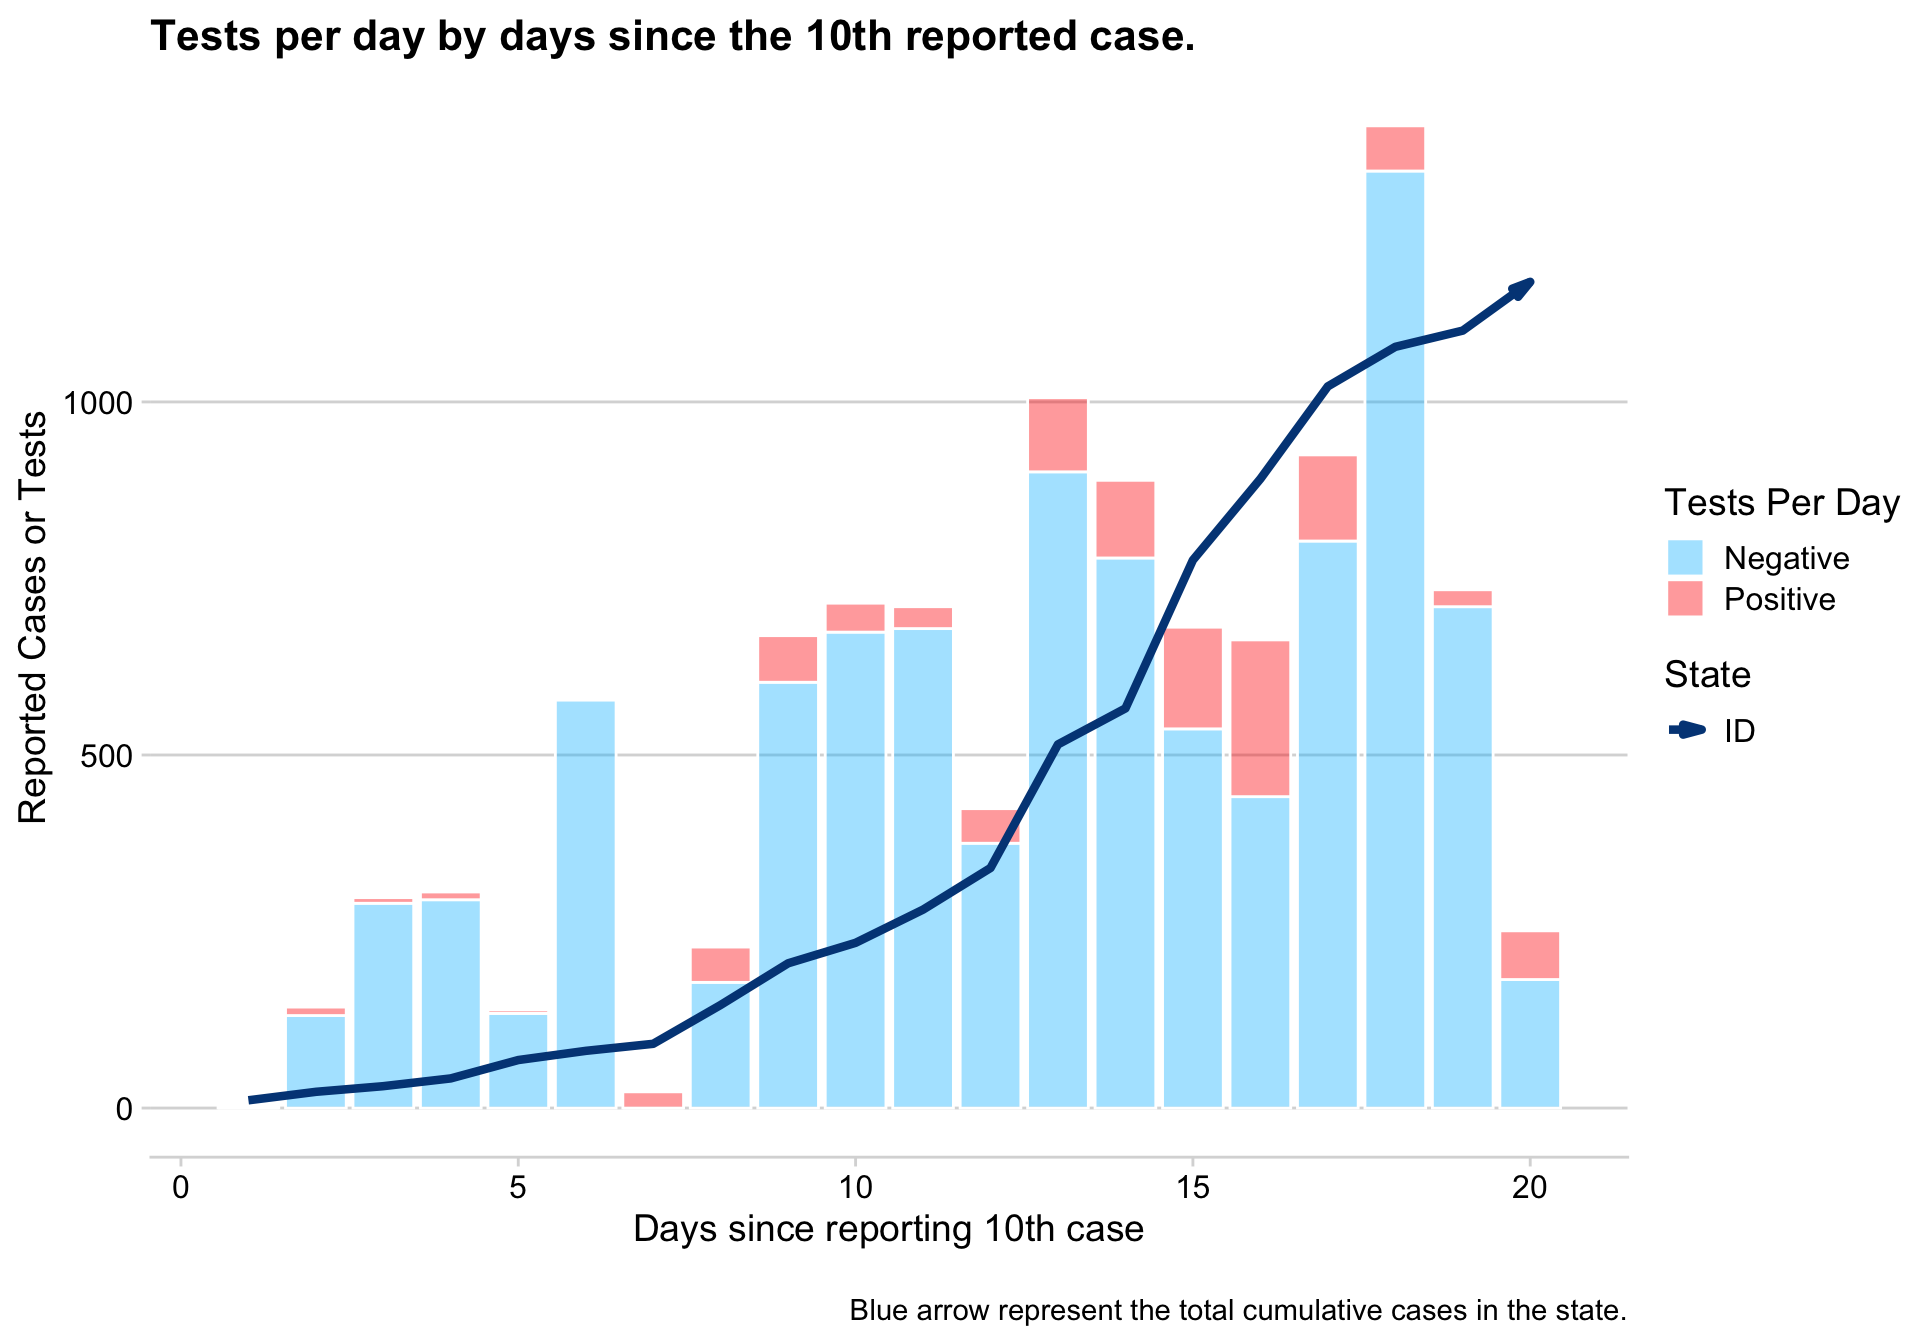 Tests per day by days since the 10th reported case.
Reported Cases or Tests
1000
500
0
0 5 10 15 20
Days since reporting 10th case
Tests Per Day
Negative
Positive
State
ID
Blue arrow represent the total cumulative cases in the state.